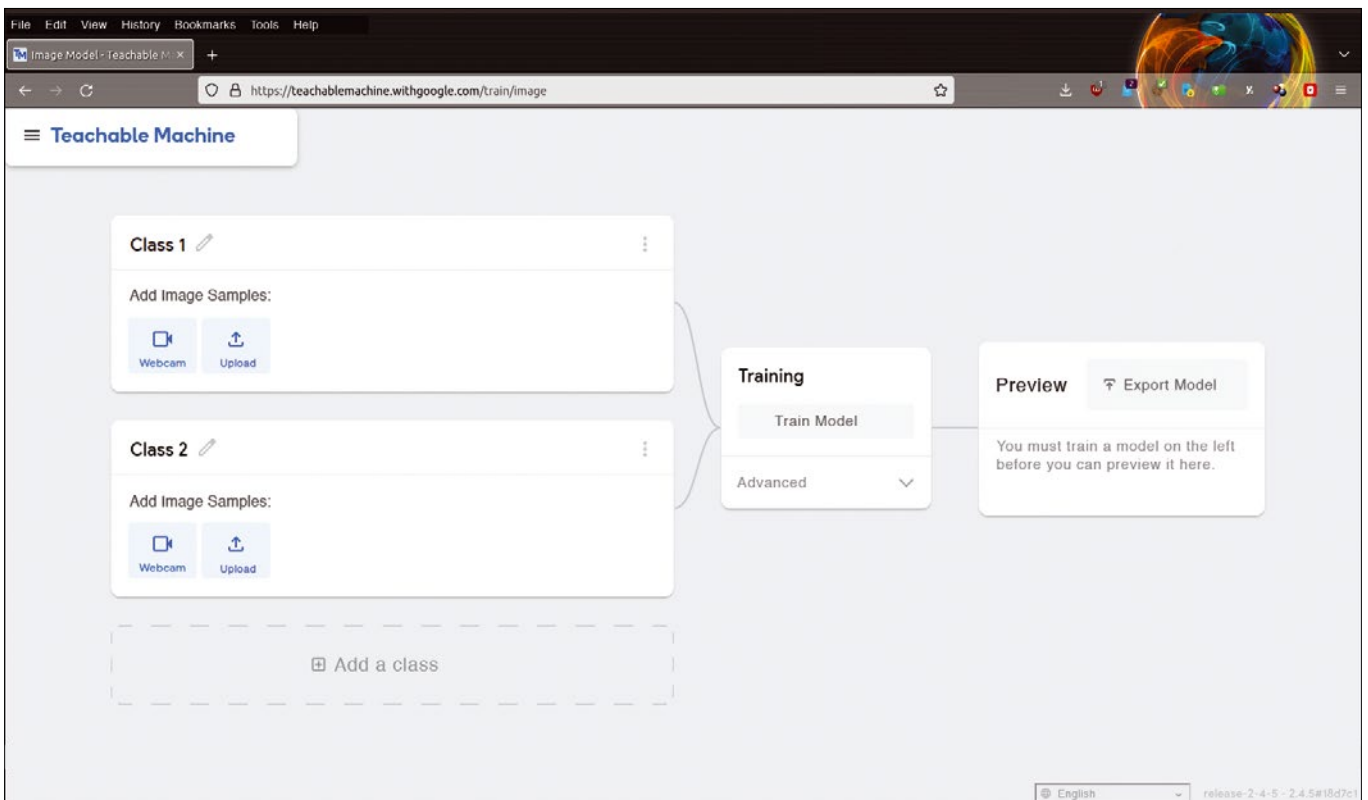 File Edit View History Bookmarks Tools Help
Image Model - Teachable M
https://teachablemachine.withgoogle.com/train/image
Teachable Machine
Class 1
Add Image Samples:
Webcam Upload
Class 2
Add Image Samples:
Webcam Upload
Add a class
Training
Train Model
Advanced
Preview
Export Model
You must train a model on the left
before you can preview it here.
English
release-2-4-5 - 2.4.5#18d7c1